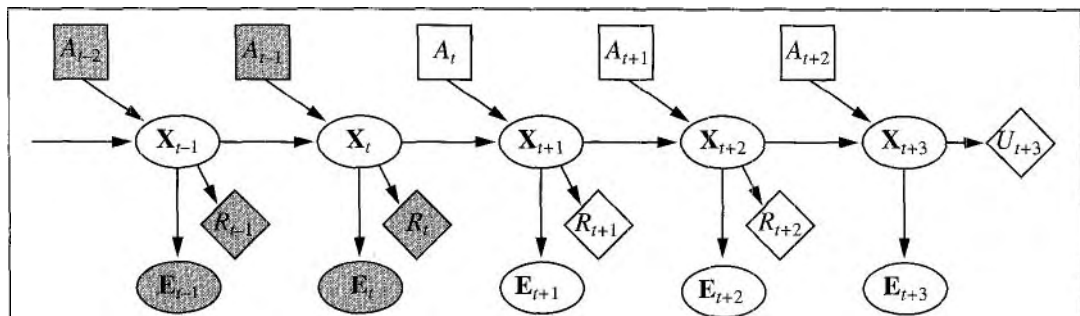 A_{t-2} A_{t-1} A_t A_{t+1} A_{t+2}
X_{t-1} X_t X_{t+1} X_{t+2} X_{t+3} U_{t+3}
R_{t-1} R_t R_{t+1} R_{t+2}
E_{t-1} E_t E_{t+1} E_{t+2} E_{t+3}